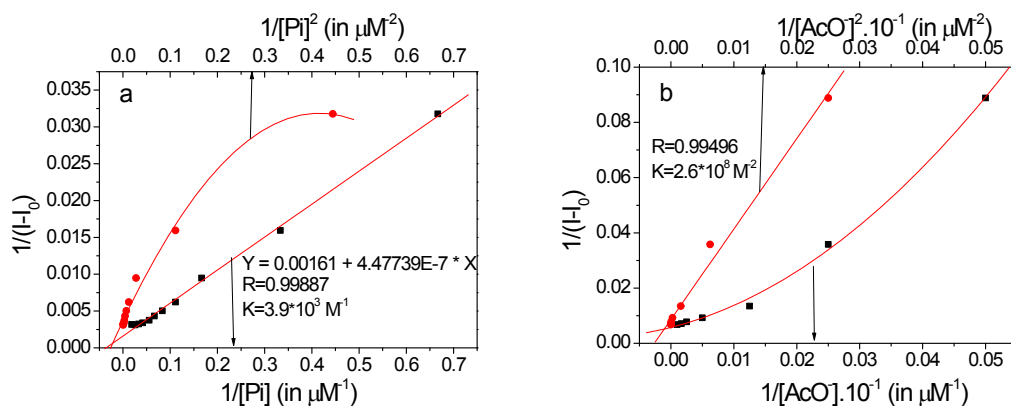 1/[Pi]² (in μM⁻²)
0.0 0.1 0.2 0.3 0.4 0.5 0.6 0.7
a
0.035
0.030
0.025
0.020
0.015
0.010
0.005
0.000
1/(I-I₀)
Y = 0.00161 + 4.47739E-7 * X
R=0.99887
K=3.9*10³ M⁻¹
0.0 0.1 0.2 0.3 0.4 0.5 0.6 0.7
1/[Pi] (in μM⁻¹)
1/[AcO⁻]².10⁻¹ (in μM⁻²)
0.00 0.01 0.02 0.03 0.04 0.05
b
0.10
0.08
0.06
0.04
0.02
0.00
1/(I-I₀)
R=0.99496
K=2.6*10⁸ M⁻²
0.00 0.01 0.02 0.03 0.04 0.05
1/[AcO⁻].10⁻¹ (in μM⁻¹)